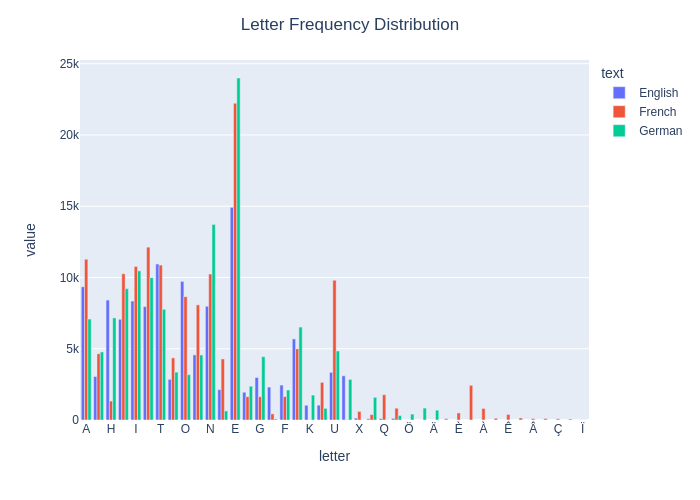 Letter Frequency Distribution
25k
20k
15k
10k
5k
0
value
A H I T O N E G F K U X Q Ö Ä È À Ê Â Ç Ï
letter
text
English
French
German